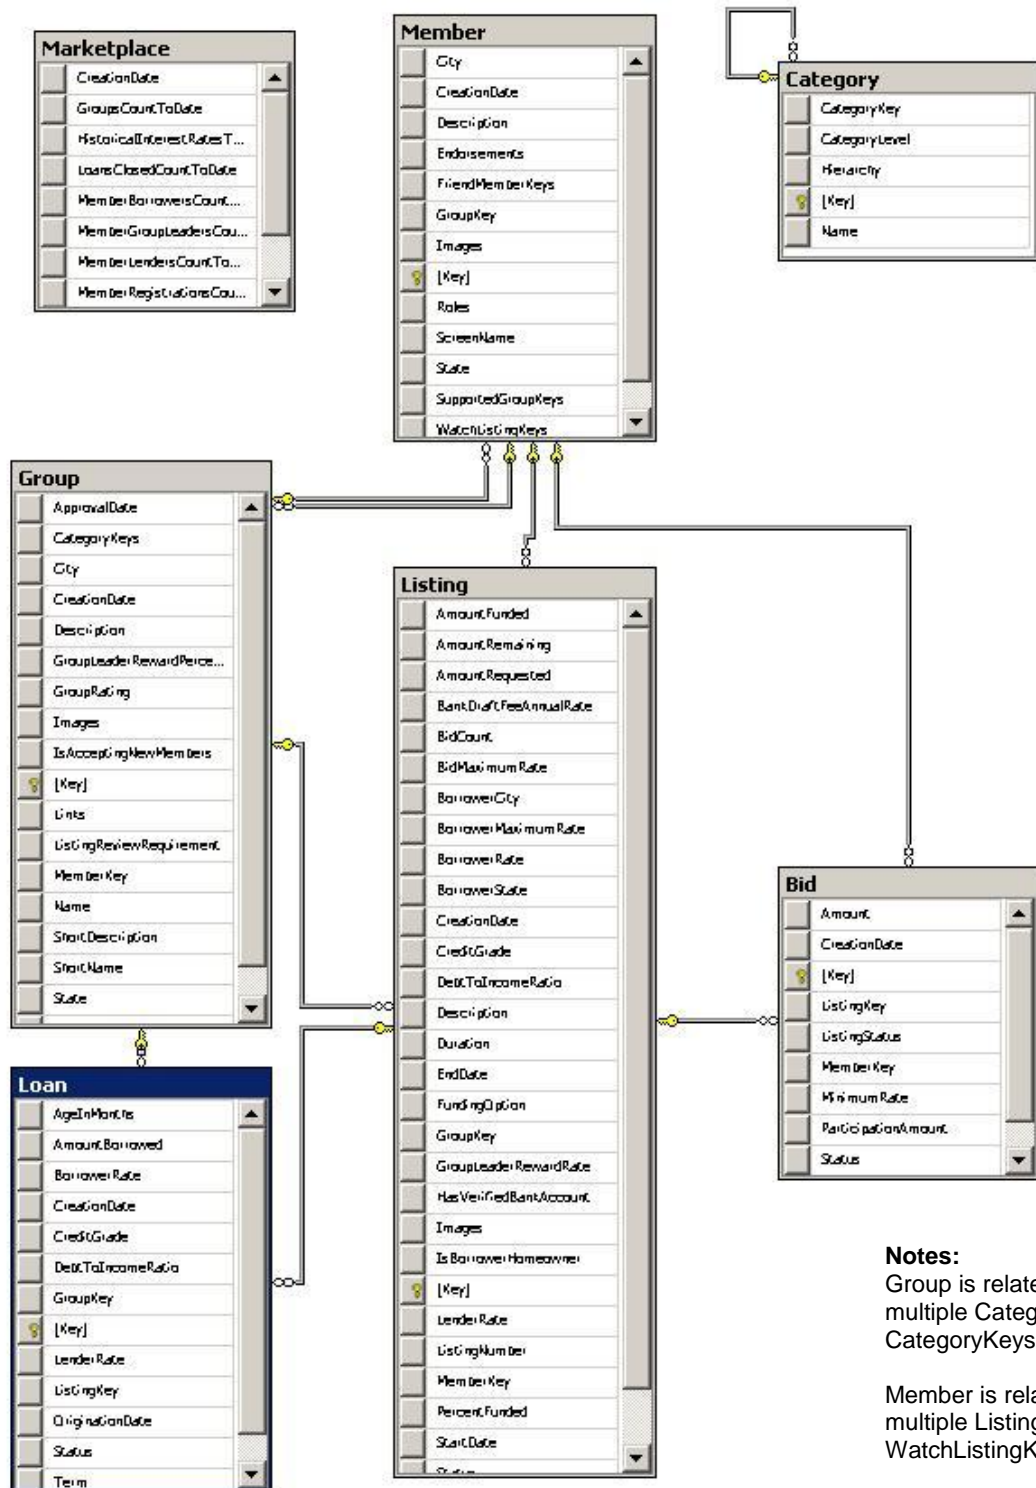 Marketplace
CreationDate
GroupsCountToDate
HistoricalInterestRatesT...
LoansClosedCountToDate
MemberBorrowersCount...
MemberGroupLeadersCou...
MemberLendersCountTo...
MemberRegistrationsCou...
Member
City
CreationDate
Description
Endorsements
FriendMemberKeys
GroupKey
Images
[Key]
Roles
ScreenName
State
SupportedGroupKeys
WatchListingKeys
Category
CategoryKey
CategoryLevel
Hierarchy
[Key]
Name
Group
ApprovalDate
CategoryKeys
City
CreationDate
Description
GroupLeaderRewardPerce...
GroupRating
Images
IsAcceptingNewMembers
[Key]
Links
ListingReviewRequirement
MemberKey
Name
ShortDescription
ShortName
State
Listing
AmountFunded
AmountRemaining
AmountRequested
BankDraftFeeAnnualRate
BidCount
BidMaximumRate
BorrowerCity
BorrowerMaximumRate
BorrowerRate
BorrowerState
CreationDate
CreditGrade
DebtToIncomeRatio
Description
Duration
EndDate
FundingOption
GroupKey
GroupLeaderRewardRate
HasVerifiedBankAccount
Images
IsBorrowerHomeowner
[Key]
LenderRate
ListingNumber
MemberKey
PercentFunded
StartDate
Status
Bid
Amount
CreationDate
[Key]
ListingKey
ListingStatus
MemberKey
MinimumRate
ParticipationAmount
Status
Loan
AgeInMonths
AmountBorrowed
BorrowerRate
CreationDate
CreditGrade
DebtToIncomeRatio
GroupKey
[Key]
LenderRate
ListingKey
OriginationDate
Status
Term
Notes:
Group is relate
multiple Categ
CategoryKeys
Member is rela
multiple Listing
WatchListingK